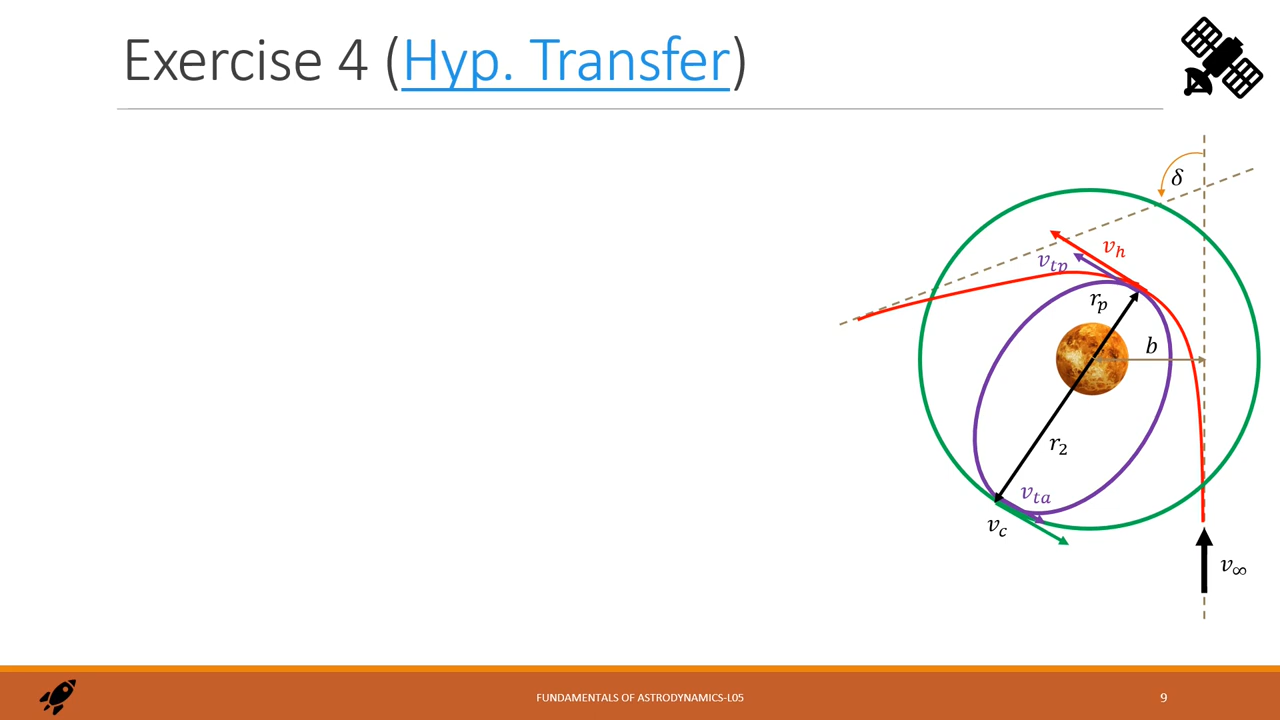 Exercise 4 (Hyp. Transfer)
δ
v_h
v_tp
r_p
b
r_2
v_ta
v_c
v_∞
FUNDAMENTALS OF ASTRODYNAMICS-L05
9